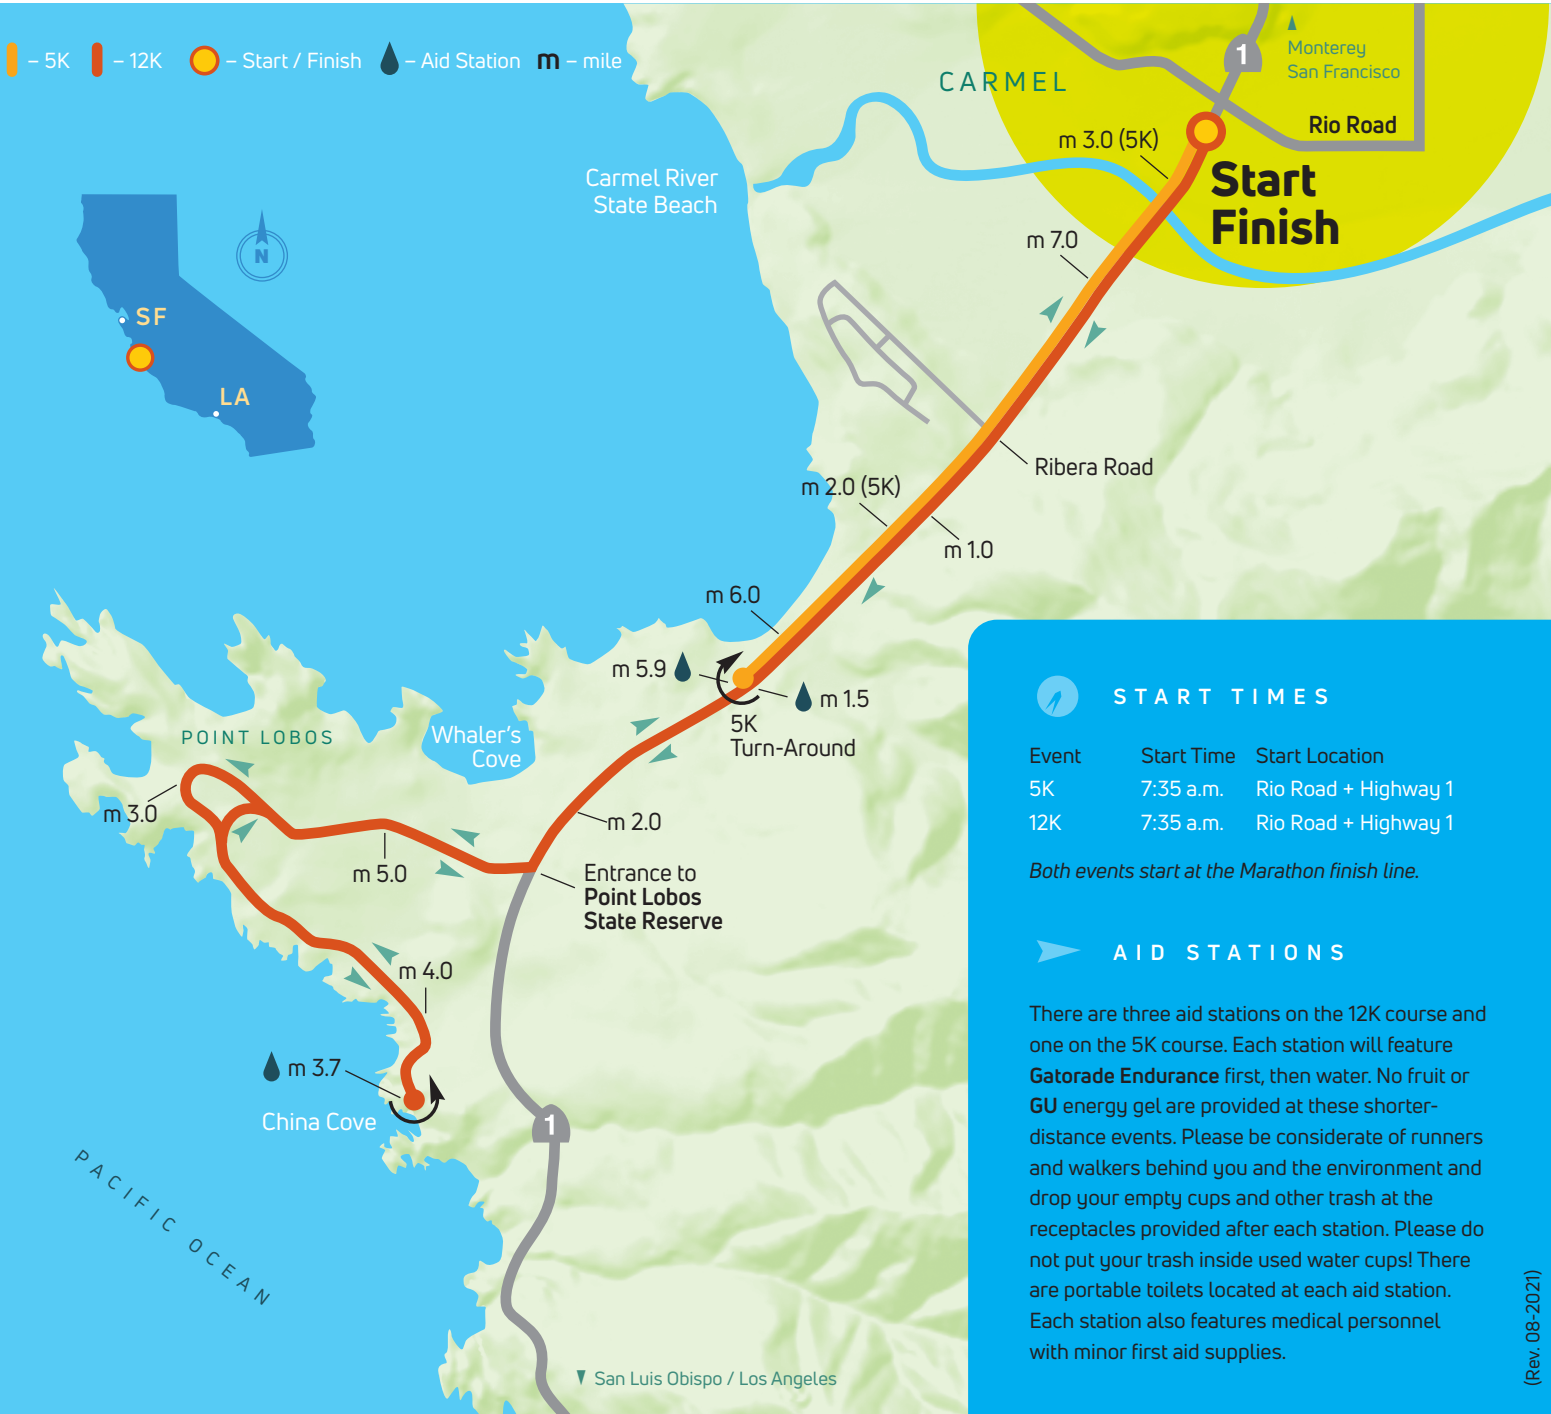 – 5K
– 12K
– Start / Finish
– Aid Station
m – mile
1
Monterey
San Francisco
CARMEL
Rio Road
m 3.0 (5K)
Start
Finish
Carmel River
State Beach
m 7.0
N
SF
LA
Ribera Road
m 2.0 (5K)
m 1.0
m 6.0
m 5.9
m 1.5
5K
Turn-Around
POINT LOBOS
Whaler's
Cove
m 3.0
m 2.0
m 5.0
Entrance to
Point Lobos
State Reserve
m 4.0
m 3.7
China Cove
1
PACIFIC OCEAN
San Luis Obispo / Los Angeles
START TIMES
Event Start Time Start Location
5K 7:35 a.m. Rio Road + Highway 1
12K 7:35 a.m. Rio Road + Highway 1
Both events start at the Marathon finish line.
AID STATIONS
There are three aid stations on the 12K course and
one on the 5K course. Each station will feature
Gatorade Endurance first, then water. No fruit or
GU energy gel are provided at these shorter-
distance events. Please be considerate of runners
and walkers behind you and the environment and
drop your empty cups and other trash at the
receptacles provided after each station. Please do
not put your trash inside used water cups! There
are portable toilets located at each aid station.
Each station also features medical personnel
with minor first aid supplies.
(Rev. 08-2021)